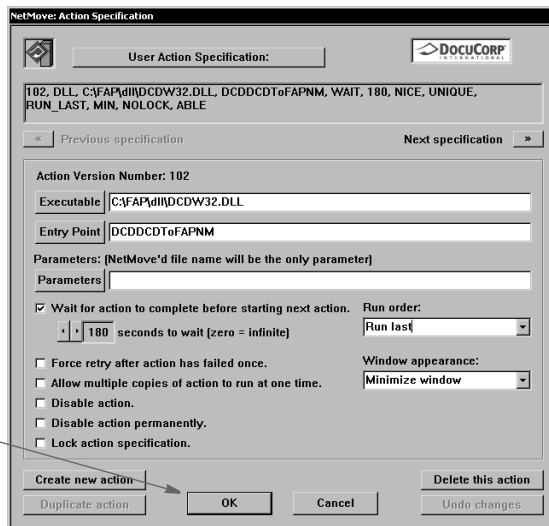 NetMove: Action Specification
User Action Specification:
DOCUCORP
INTERNATIONAL
102, DLL, C:\FAP\dll\DCDW32.DLL, DCDDCDToFAPNM, WAIT, 180, NICE, UNIQUE,
RUN_LAST, MIN, NOLOCK, ABLE
« Previous specification
Next specification »
Action Version Number: 102
Executable C:\FAP\dll\DCDW32.DLL
Entry Point DCDDCDToFAPNM
Parameters: (NetMove'd file name will be the only parameter)
Parameters
Wait for action to complete before starting next action.
Run order:
180 seconds to wait (zero = infinite)
Run last
Force retry after action has failed once.
Window appearance:
Allow multiple copies of action to run at one time.
Minimize window
Disable action.
Disable action permanently.
Lock action specification.
Create new action
Delete this action
Duplicate action
OK
Cancel
Undo changes